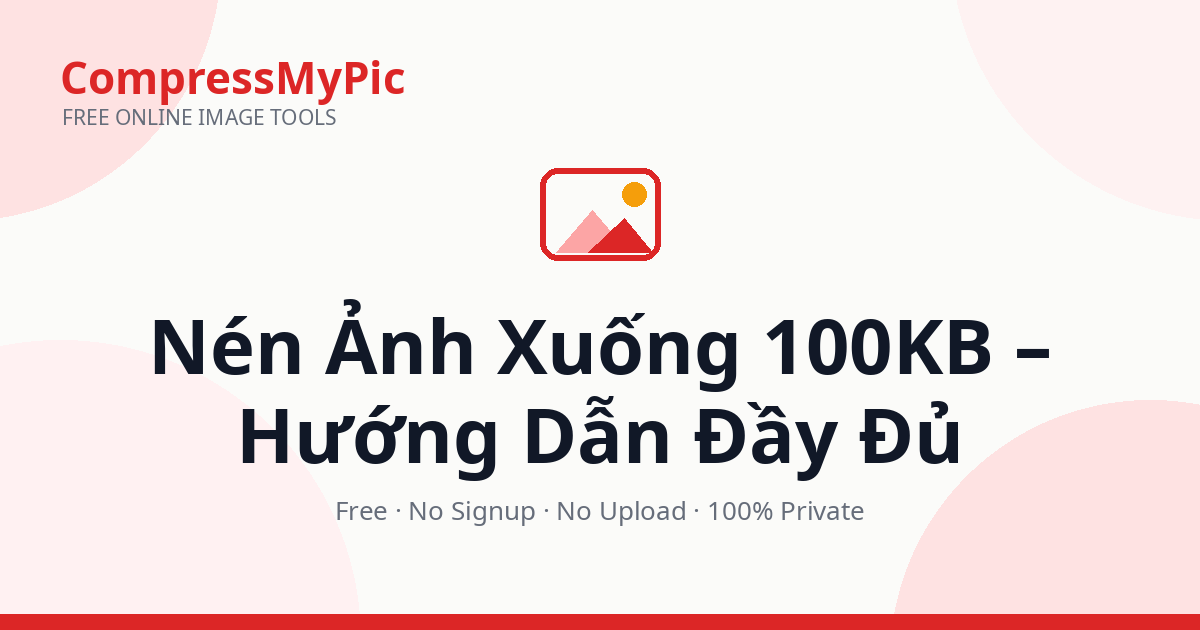 CompressMyPic
FREE ONLINE IMAGE TOOLS
Nén Ảnh Xuống 100KB –
Hướng Dẫn Đầy Đủ
Free · No Signup · No Upload · 100% Private